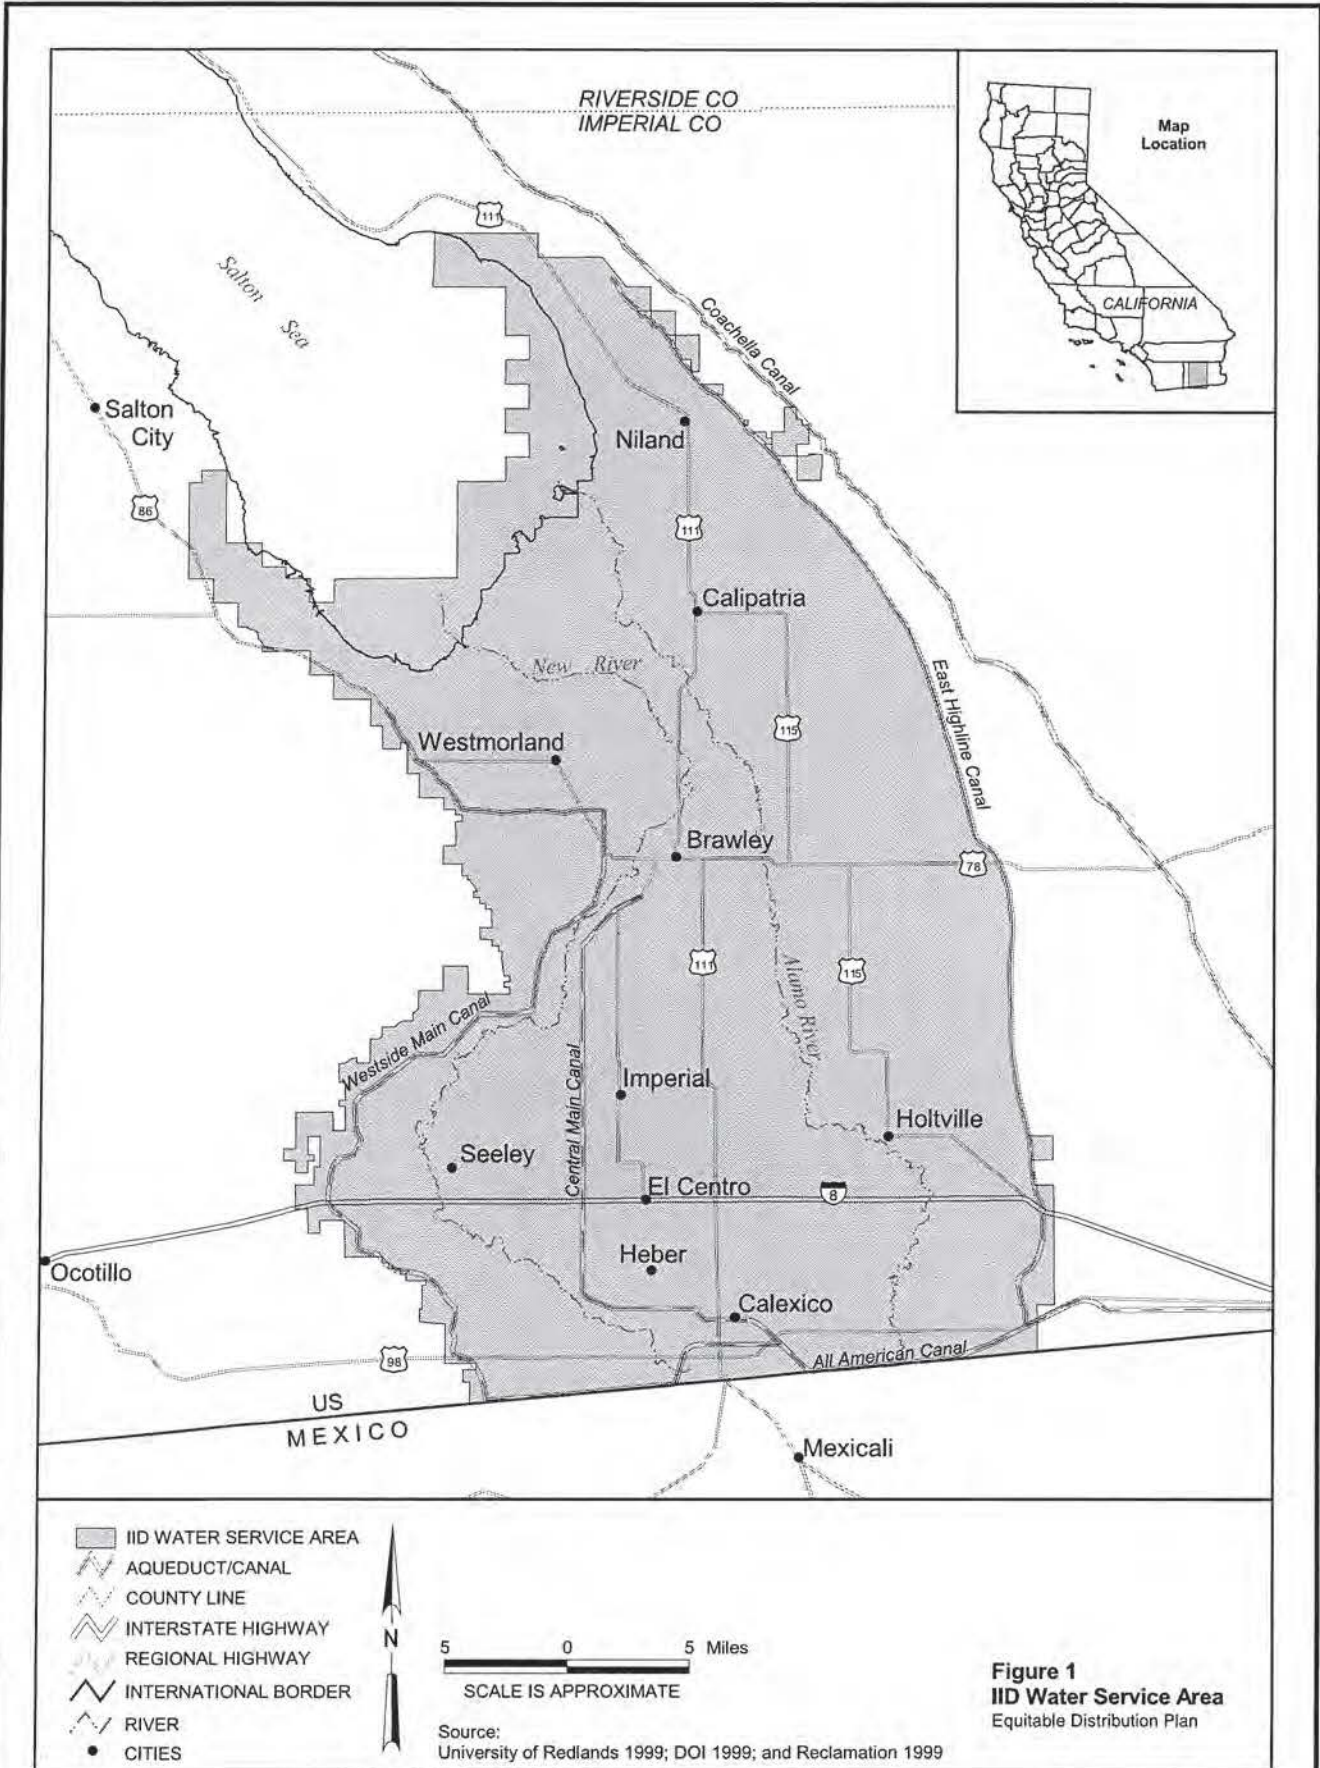 RIVERSIDE CO
IMPERIAL CO
Map
Location
CALIFORNIA
111
Salton
Sea
Coachella Canal
Salton
City
Niland
86
111
Calipatria
New River
East Highline Canal
115
Westmorland
Brawley
78
111
Alamo River
115
Westside Main Canal
Central Main Canal
Imperial
Holtville
Seeley
El Centro
8
Heber
Ocotillo
Calexico
98
All American Canal
US
MEXICO
Mexicali
IID WATER SERVICE AREA
AQUEDUCT/CANAL
COUNTY LINE
INTERSTATE HIGHWAY
REGIONAL HIGHWAY
INTERNATIONAL BORDER
RIVER
CITIES
N
5 0 5 Miles
SCALE IS APPROXIMATE
Source:
University of Redlands 1999; DOI 1999; and Reclamation 1999
Figure 1
IID Water Service Area
Equitable Distribution Plan